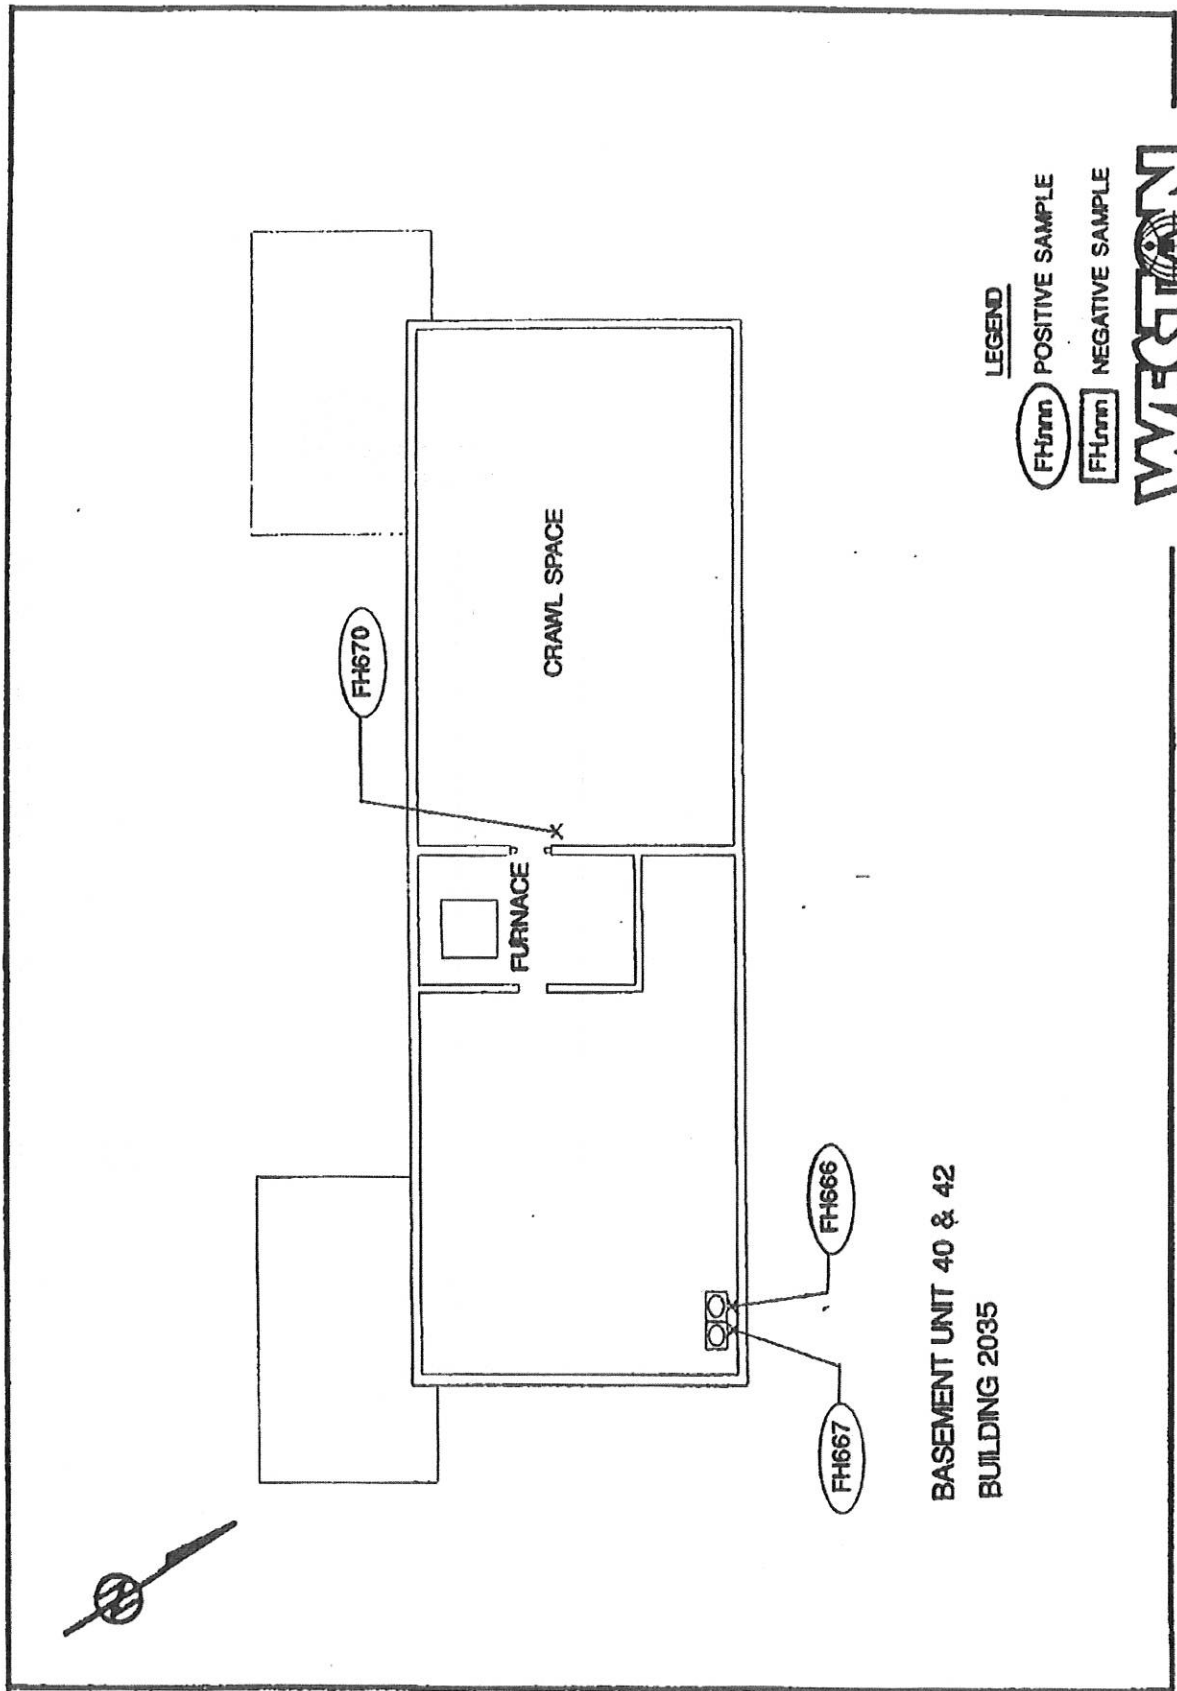 FH670
CRAWL SPACE
FURNACE
FH666
FH667
BASEMENT UNIT 40 & 42
BUILDING 2035
LEGEND
FHnnn POSITIVE SAMPLE
FHnnn NEGATIVE SAMPLE
WESTON